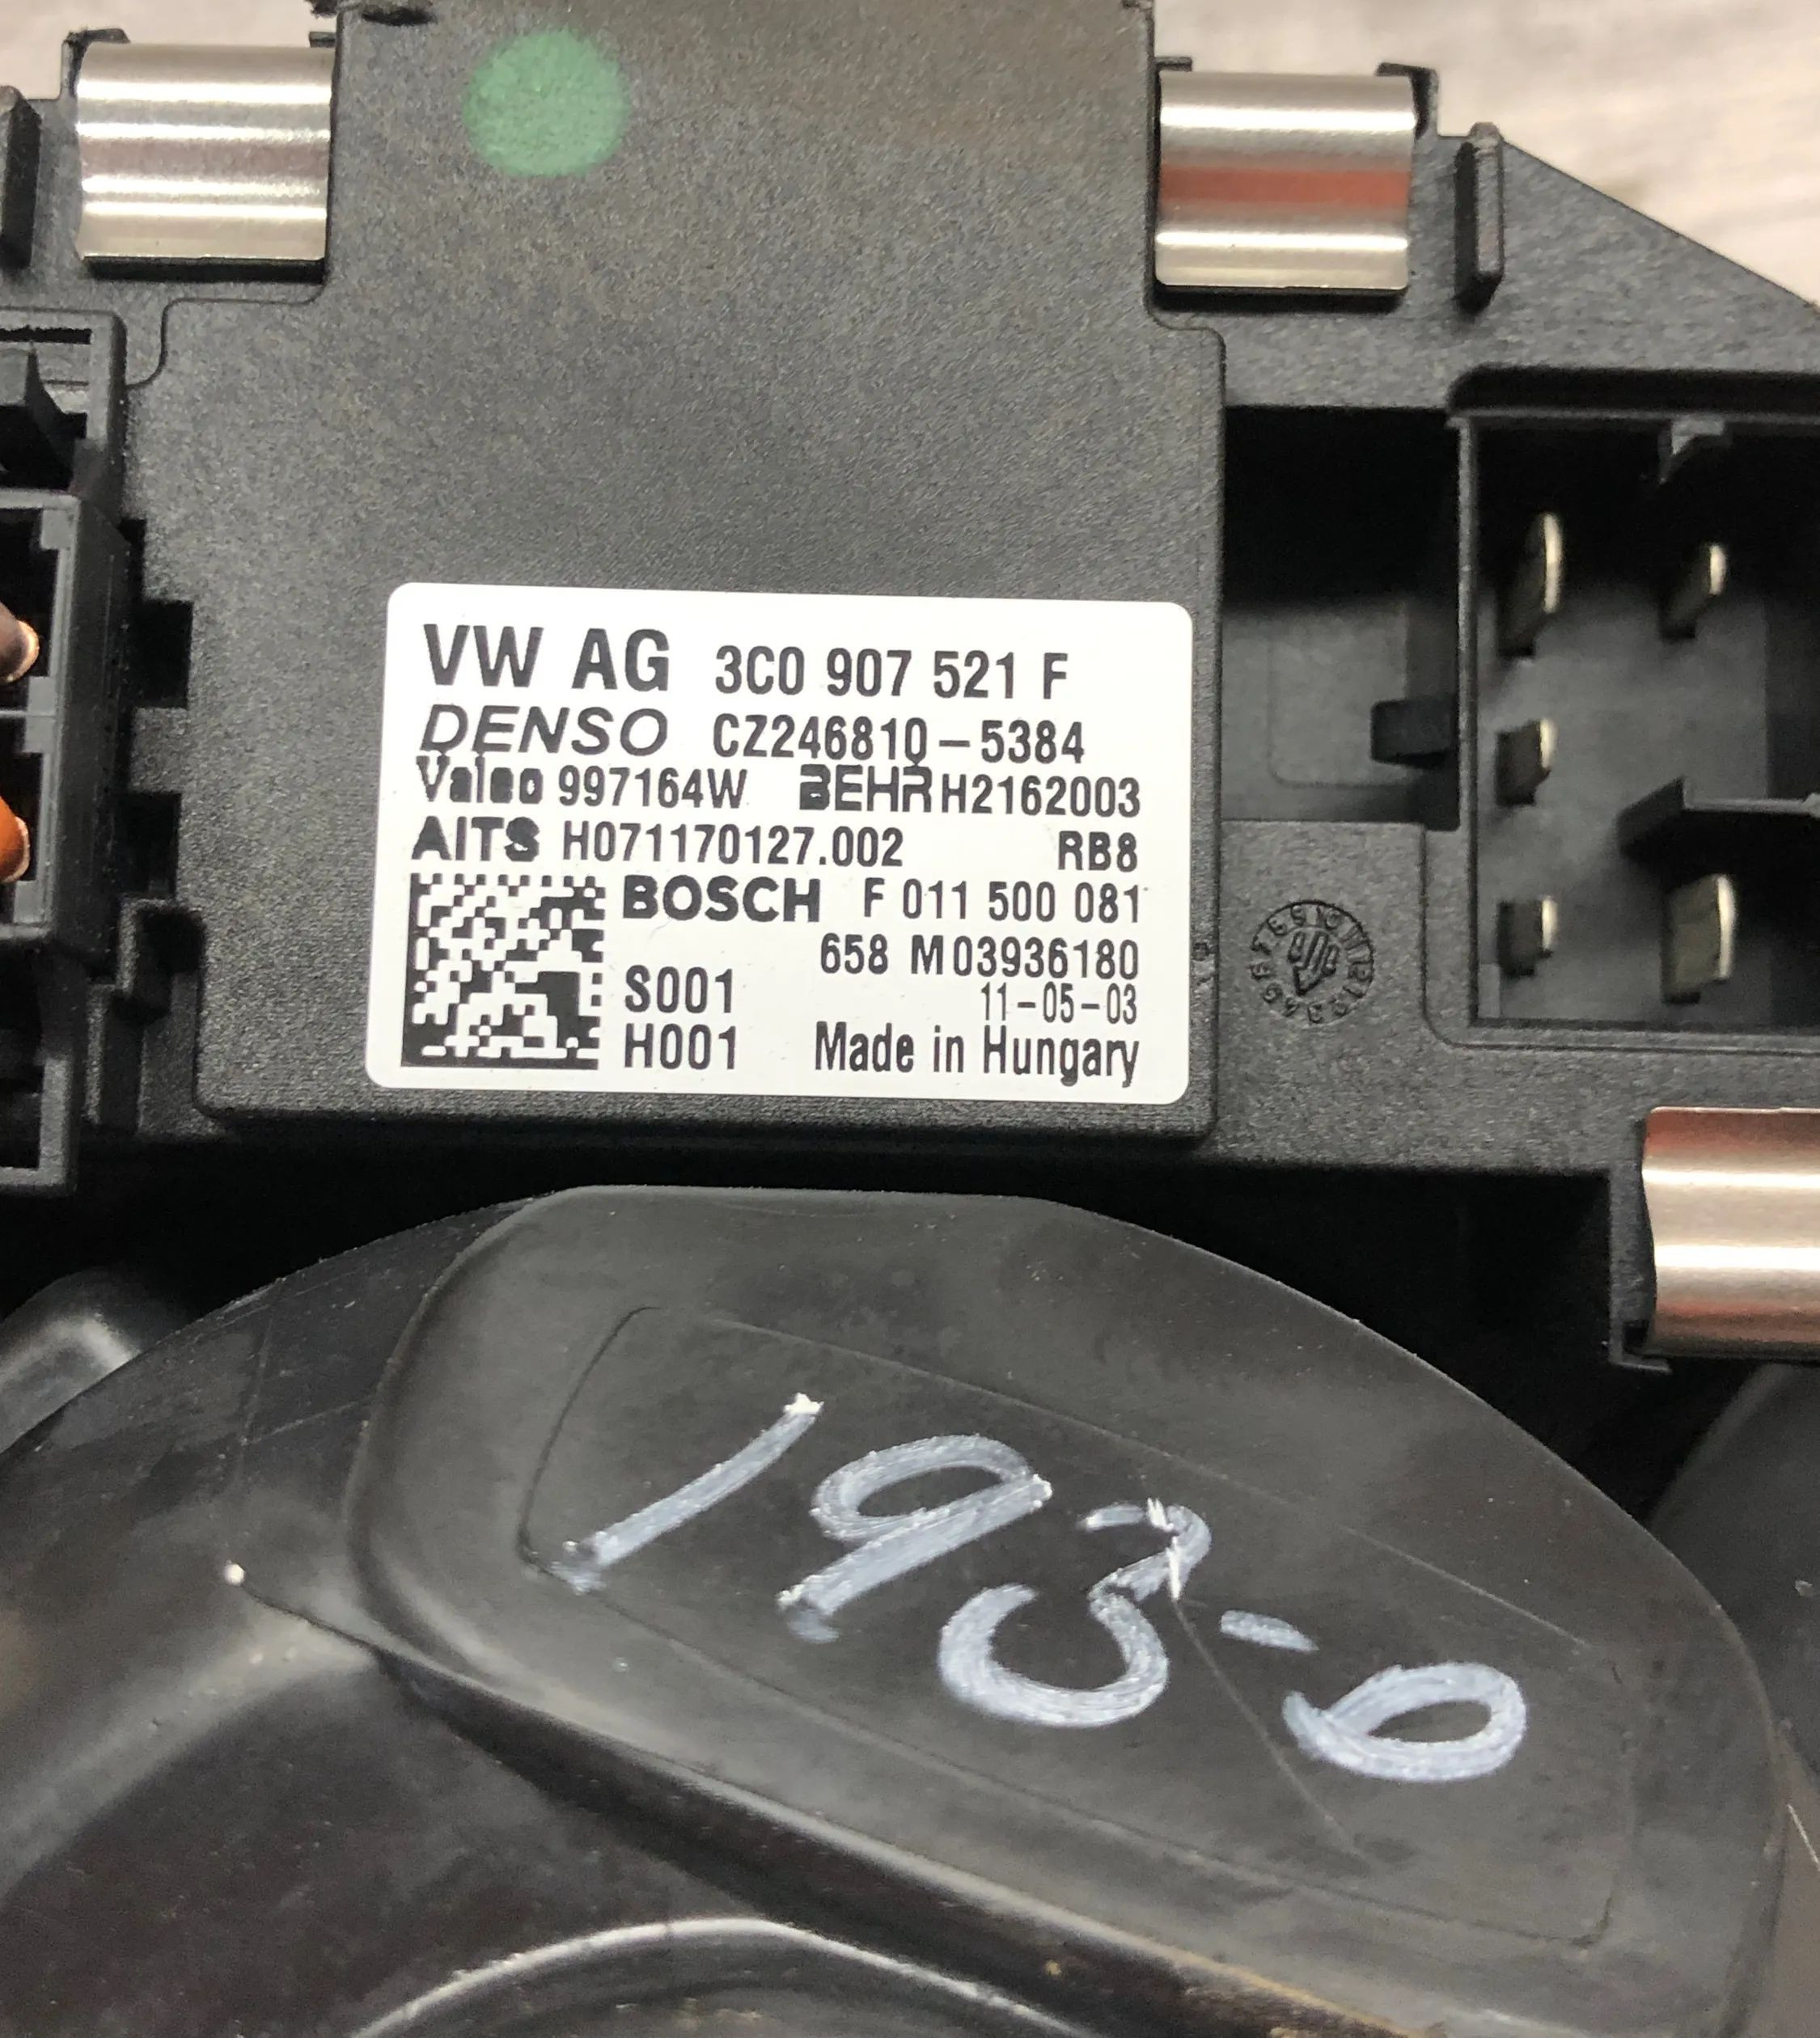 VW AG 3C0 907 521 F
DENSO CZ246810-5384
Valeo 997164W BEHR H2162003
AITS H071170127.002 RB8
BOSCH F 011 500 081
658 M03936180
S001 11-05-03
H001 Made in Hungary
193-0